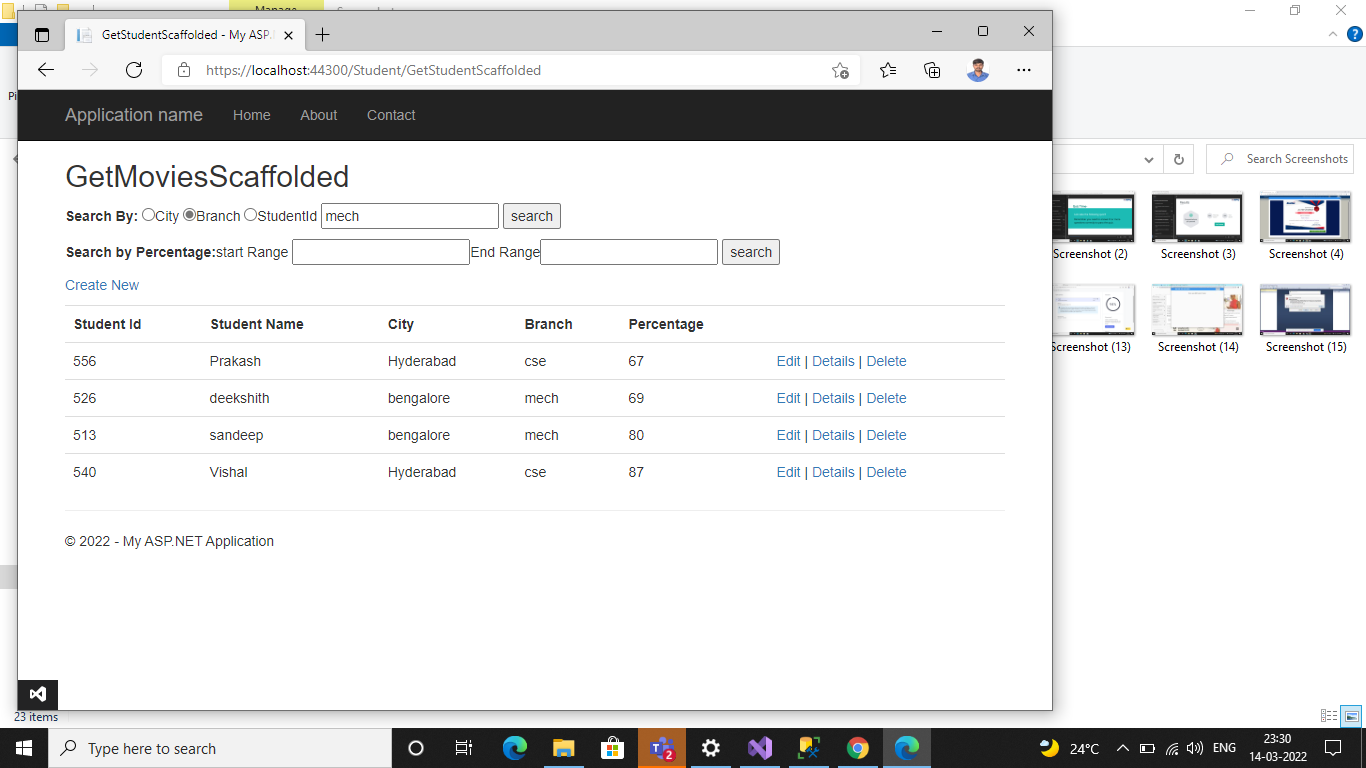 Manage
GetStudentScaffolded - My ASP.
https://localhost:44300/Student/GetStudentScaffolded
Application name Home About Contact
GetMoviesScaffolded
Search By: City Branch StudentId mech search
Search by Percentage:start Range End Range search
Create New
Student Id Student Name City Branch Percentage
556 Prakash Hyderabad cse 67 Edit | Details | Delete
526 deekshith bengalore mech 69 Edit | Details | Delete
513 sandeep bengalore mech 80 Edit | Details | Delete
540 Vishal Hyderabad cse 87 Edit | Details | Delete
© 2022 - My ASP.NET Application
Search Screenshots
Screenshot (2) Screenshot (3) Screenshot (4)
Screenshot (13) Screenshot (14) Screenshot (15)
23 items
Type here to search
2
24°C
ENG
23:30
14-03-2022